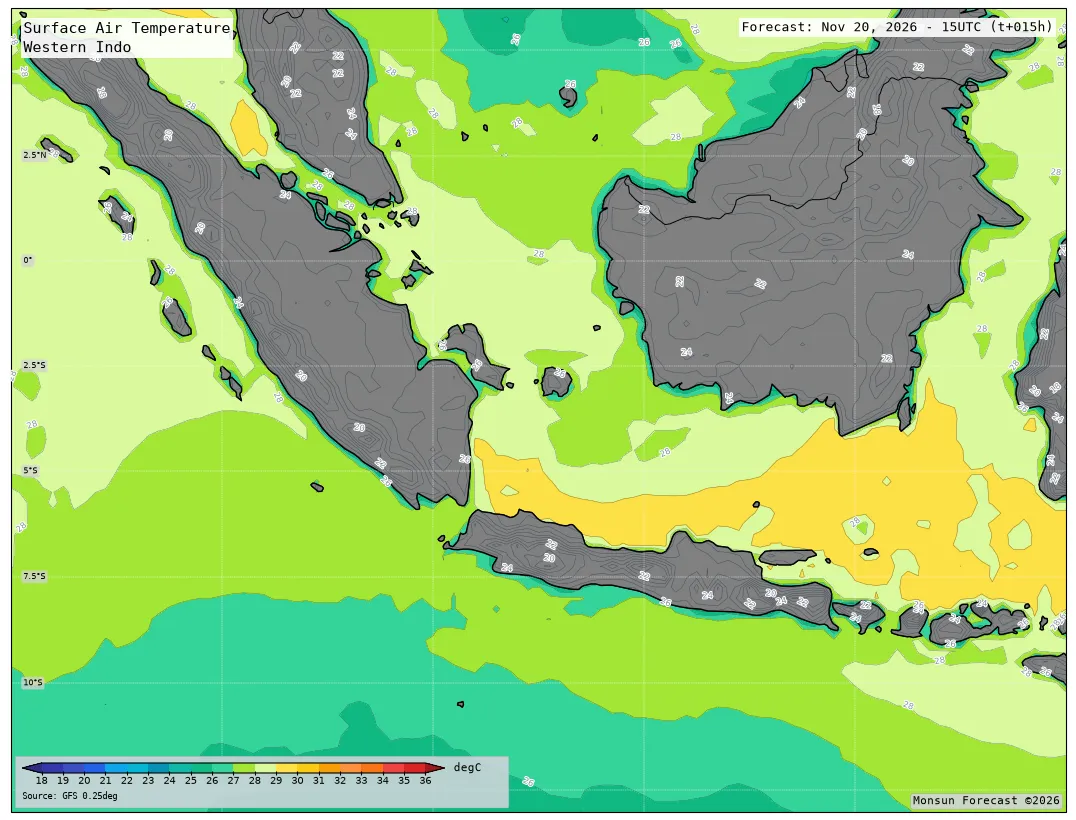 Surface Air Temperature
Western Indo
Forecast: Nov 20, 2026 - 15UTC (t+015h)
2.5°N
0°
2.5°S
5°S
7.5°S
10°S
degC
18 19 20 21 22 23 24 25 26 27 28 29 30 31 32 33 34 35 36
Source: GFS 0.25deg
Monsun Forecast ©2026